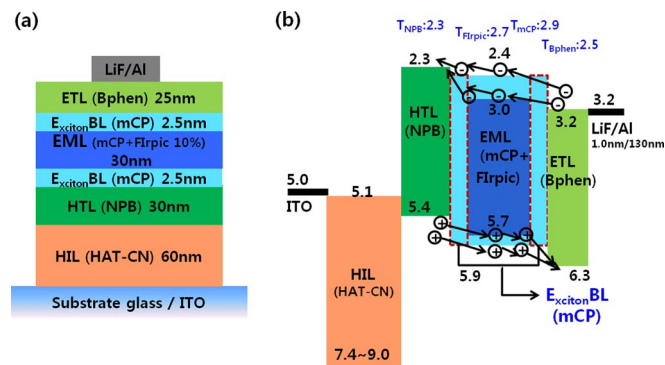 (a)
LiF/Al
ETL (Bphen) 25nm
ExcitonBL (mCP) 2.5nm
EML (mCP+FIrpic 10%)
30nm
ExcitonBL (mCP) 2.5nm
HTL (NPB) 30nm
HIL (HAT-CN) 60nm
Substrate glass / ITO
(b)
TNPB:2.3
TFIrpic:2.7
TmCP:2.9
TBphen:2.5
2.3
2.4
3.0
3.2
3.2
HTL
(NPB)
EML
(mCP+
FIrpic)
ETL
(Bphen)
LiF/Al
1.0nm/130nm
5.0
ITO
5.1
5.4
5.7
5.9
6.3
HIL
(HAT-CN)
7.4~9.0
ExcitonBL
(mCP)